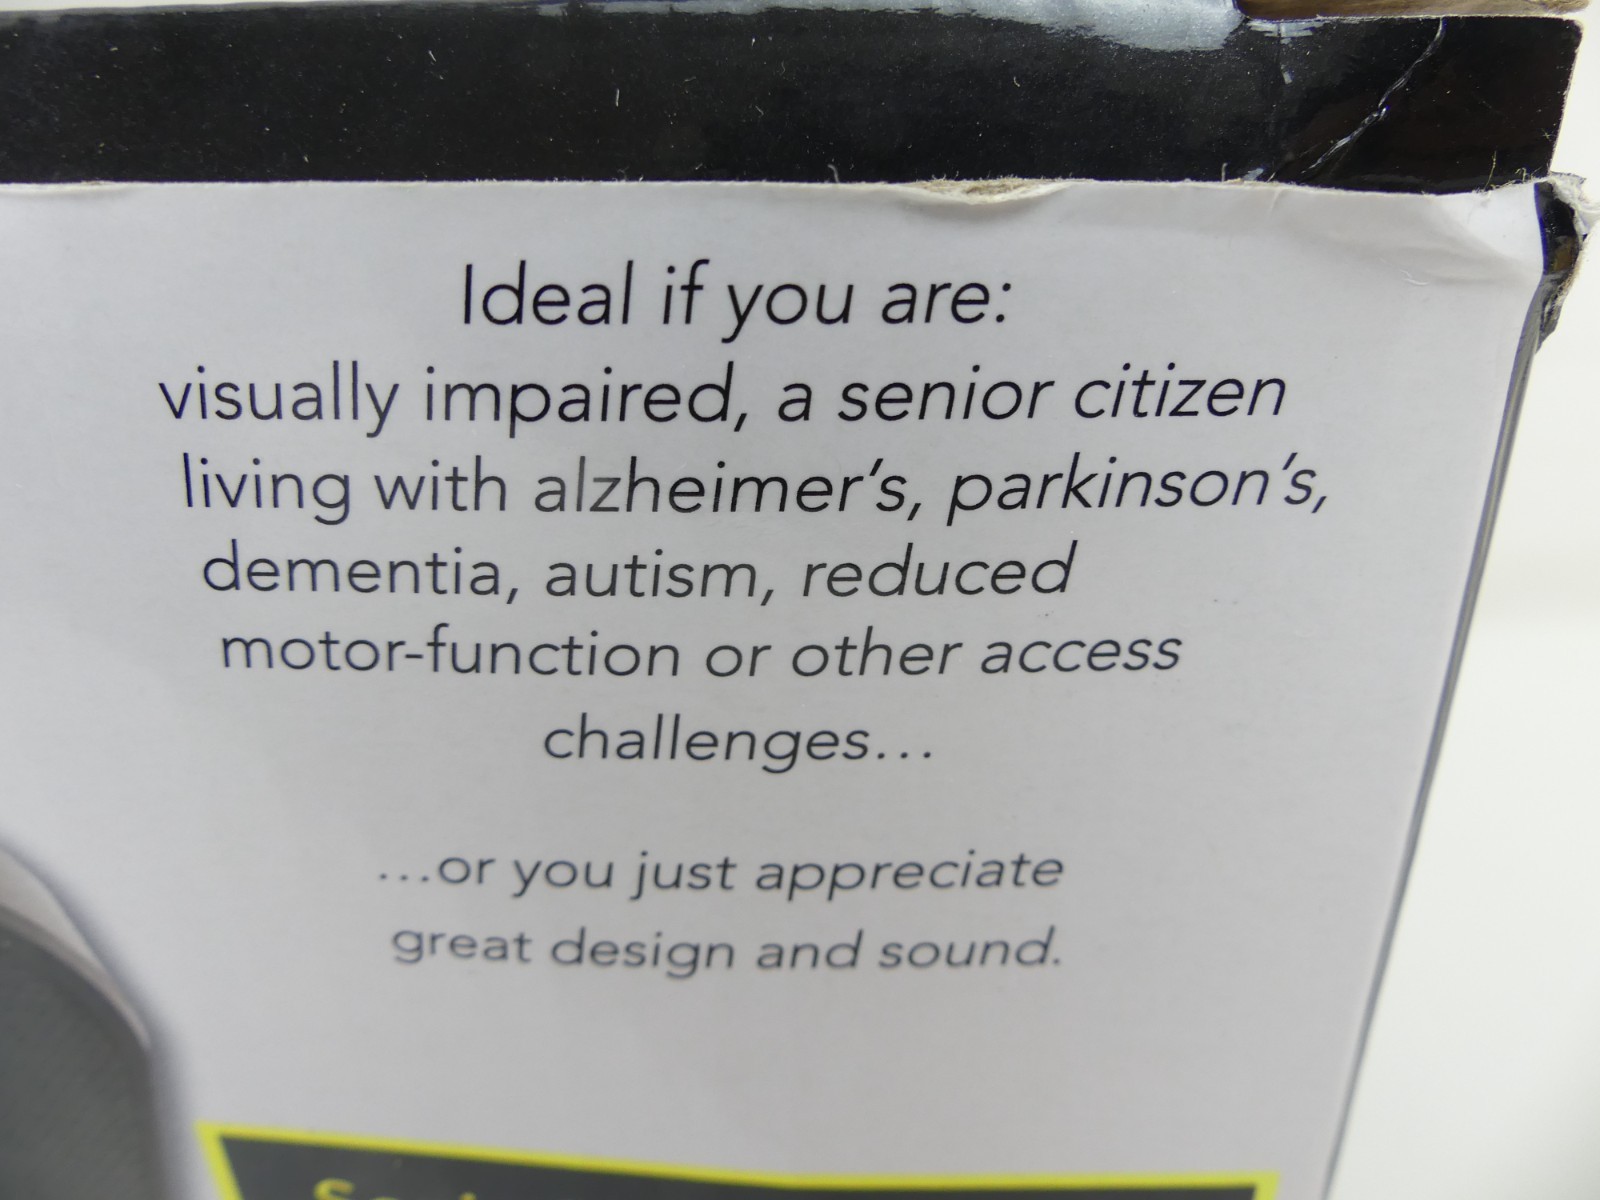 Ideal if you are:
visually impaired, a senior citizen
living with alzheimer's, parkinson's,
dementia, autism, reduced
motor-function or other access
challenges...
...or you just appreciate
great design and sound.